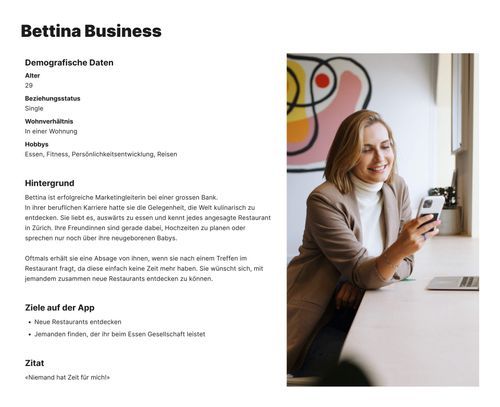 Bettina Business
Demografische Daten
Alter
29
Beziehungsstatus
Single
Wohnverhältnis
In einer Wohnung
Hobbys
Essen, Fitness, Persönlichkeitsentwicklung, Reisen
Hintergrund
Bettina ist erfolgreiche Marketingleiterin bei einer grossen Bank.
In ihrer beruflichen Karriere hatte sie die Gelegenheit, die Welt kulinarisch zu
entdecken. Sie liebt es, auswärts zu essen und kennt jedes angesagte Restaurant
in Zürich. Ihre Freundinnen sind gerade dabei, Hochzeiten zu planen oder
sprechen nur noch über ihre neugeborenen Babys.
Oftmals erhält sie eine Absage von ihnen, wenn sie nach einem Treffen im
Restaurant fragt, da diese einfach keine Zeit mehr haben. Sie wünscht sich, mit
jemandem zusammen neue Restaurants entdecken zu können.
Ziele auf der App
• Neue Restaurants entdecken
• Jemanden finden, der Ihr beim Essen Gesellschaft leistet
Zitat
«Niemand hat Zeit für mich!»